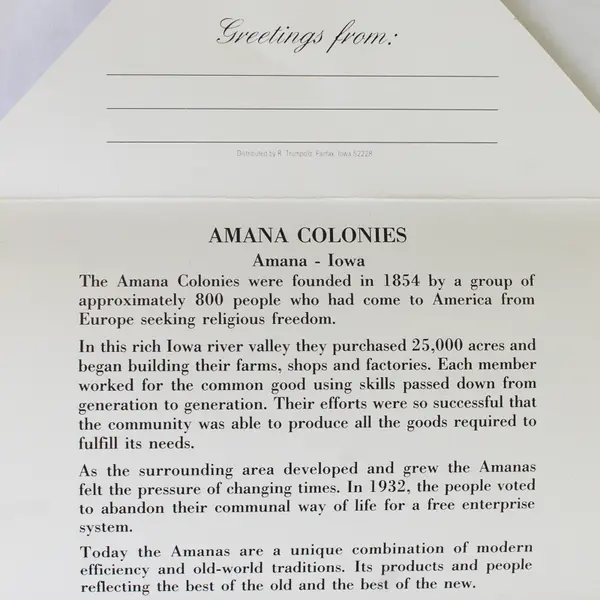 Greetings from:
Distributed by R. Trumpold, Fairfax, Iowa 52228
AMANA COLONIES
Amana - Iowa
The Amana Colonies were founded in 1854 by a group of
approximately 800 people who had come to America from
Europe seeking religious freedom.
In this rich Iowa river valley they purchased 25,000 acres and
began building their farms, shops and factories. Each member
worked for the common good using skills passed down from
generation to generation. Their efforts were so successful that
the community was able to produce all the goods required to
fulfill its needs.
As the surrounding area developed and grew the Amanas
felt the pressure of changing times. In 1932, the people voted
to abandon their communal way of life for a free enterprise
system.
Today the Amanas are a unique combination of modern
efficiency and old-world traditions. Its products and people
reflecting the best of the old and the best of the new.